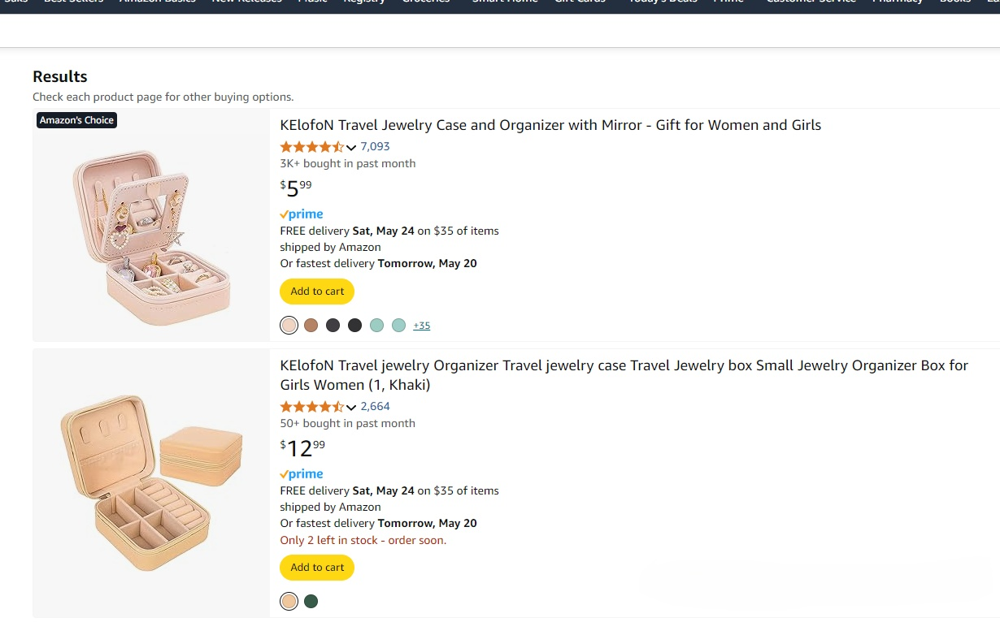 Best Sellers Amazon Basics New Releases Music Registry Groceries Smart Home Gift Cards Today's Deals Prime Customer Service Pharmacy Books
Results
Check each product page for other buying options.
Amazon's Choice
KElofoN Travel Jewelry Case and Organizer with Mirror - Gift for Women and Girls
7,093
3K+ bought in past month
$5 99
prime
FREE delivery Sat, May 24 on $35 of items
shipped by Amazon
Or fastest delivery Tomorrow, May 20
Add to cart
+35
KElofoN Travel jewelry Organizer Travel jewelry case Travel Jewelry box Small Jewelry Organizer Box for
Girls Women (1, Khaki)
2,664
50+ bought in past month
$12 99
prime
FREE delivery Sat, May 24 on $35 of items
shipped by Amazon
Or fastest delivery Tomorrow, May 20
Only 2 left in stock - order soon.
Add to cart